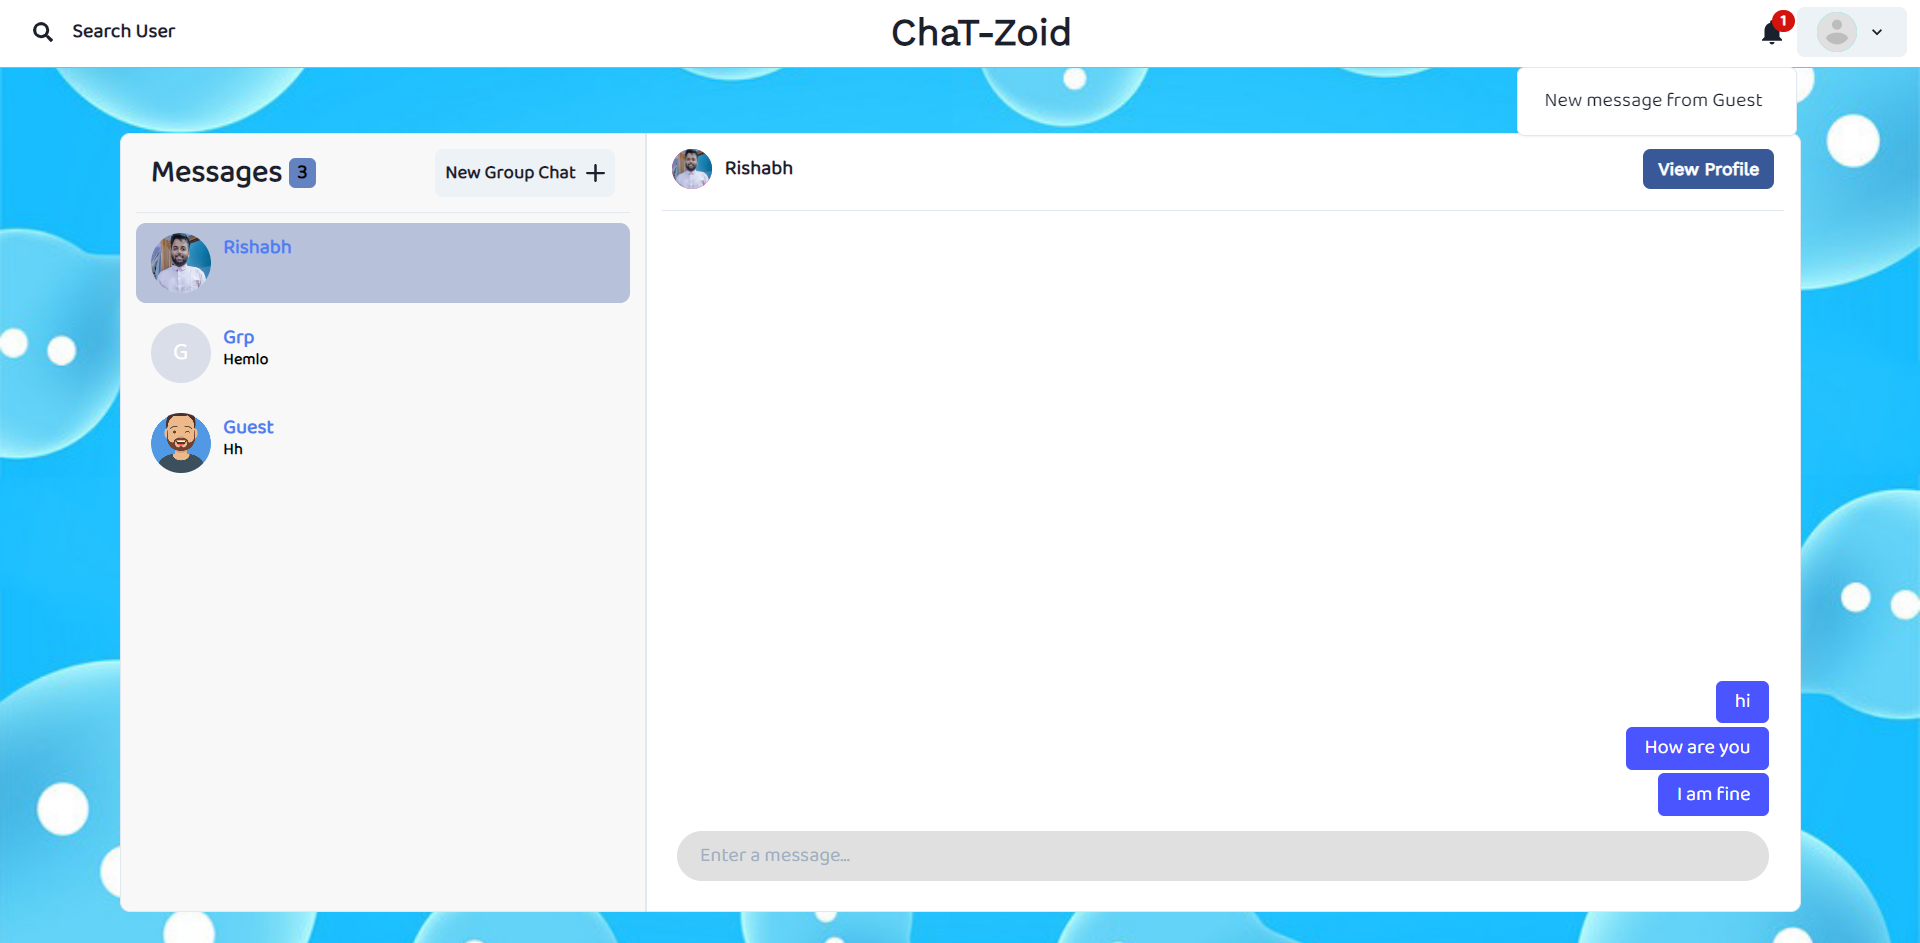 Search User
ChaT-Zoid
1
New message from Guest
Messages 3
New Group Chat
Rishabh
G
Grp
Hemlo
Guest
Hh
Rishabh
View Profile
hi
How are you
I am fine
Enter a message...